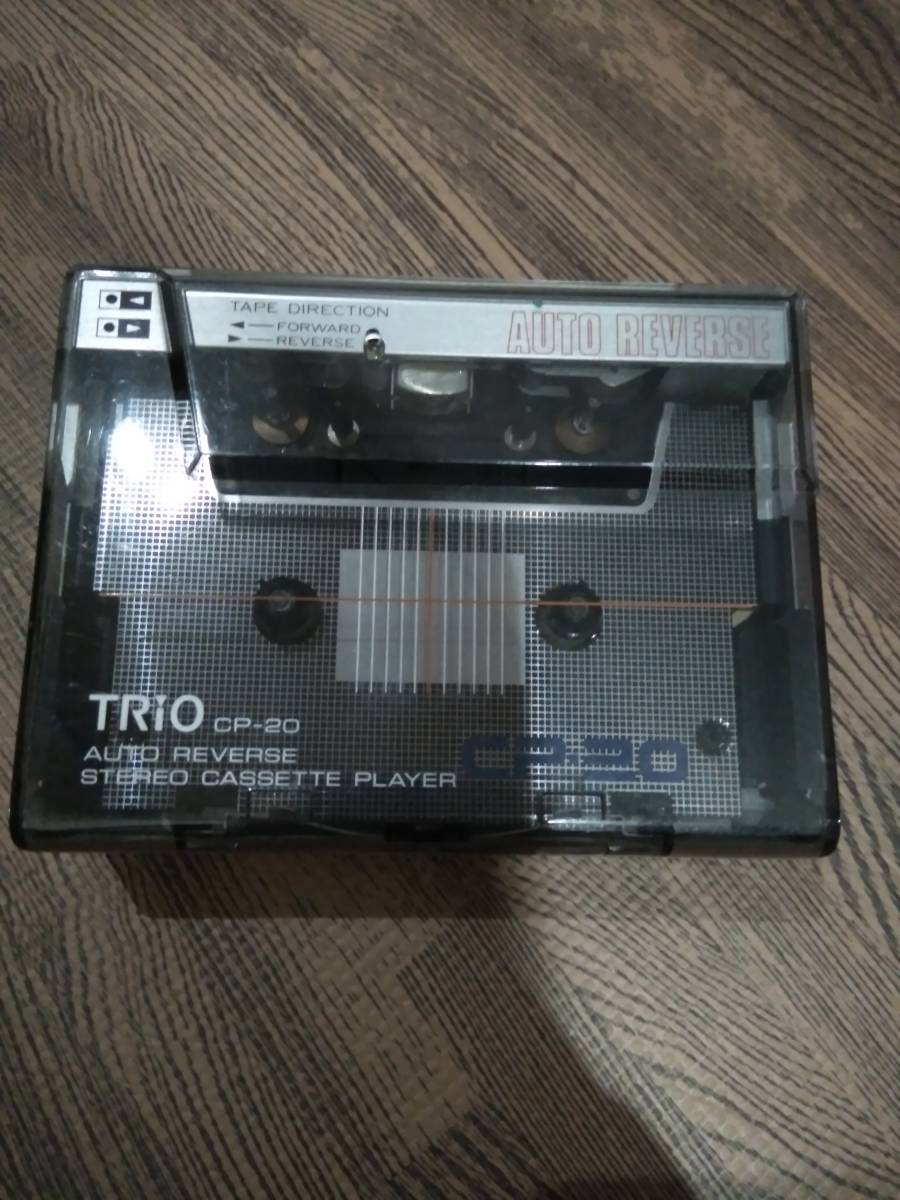 TAPE DIRECTION
◄— FORWARD
►— REVERSE
AUTO REVERSE
TRiO CP-20
AUTO REVERSE
STEREO CASSETTE PLAYER
CP-20